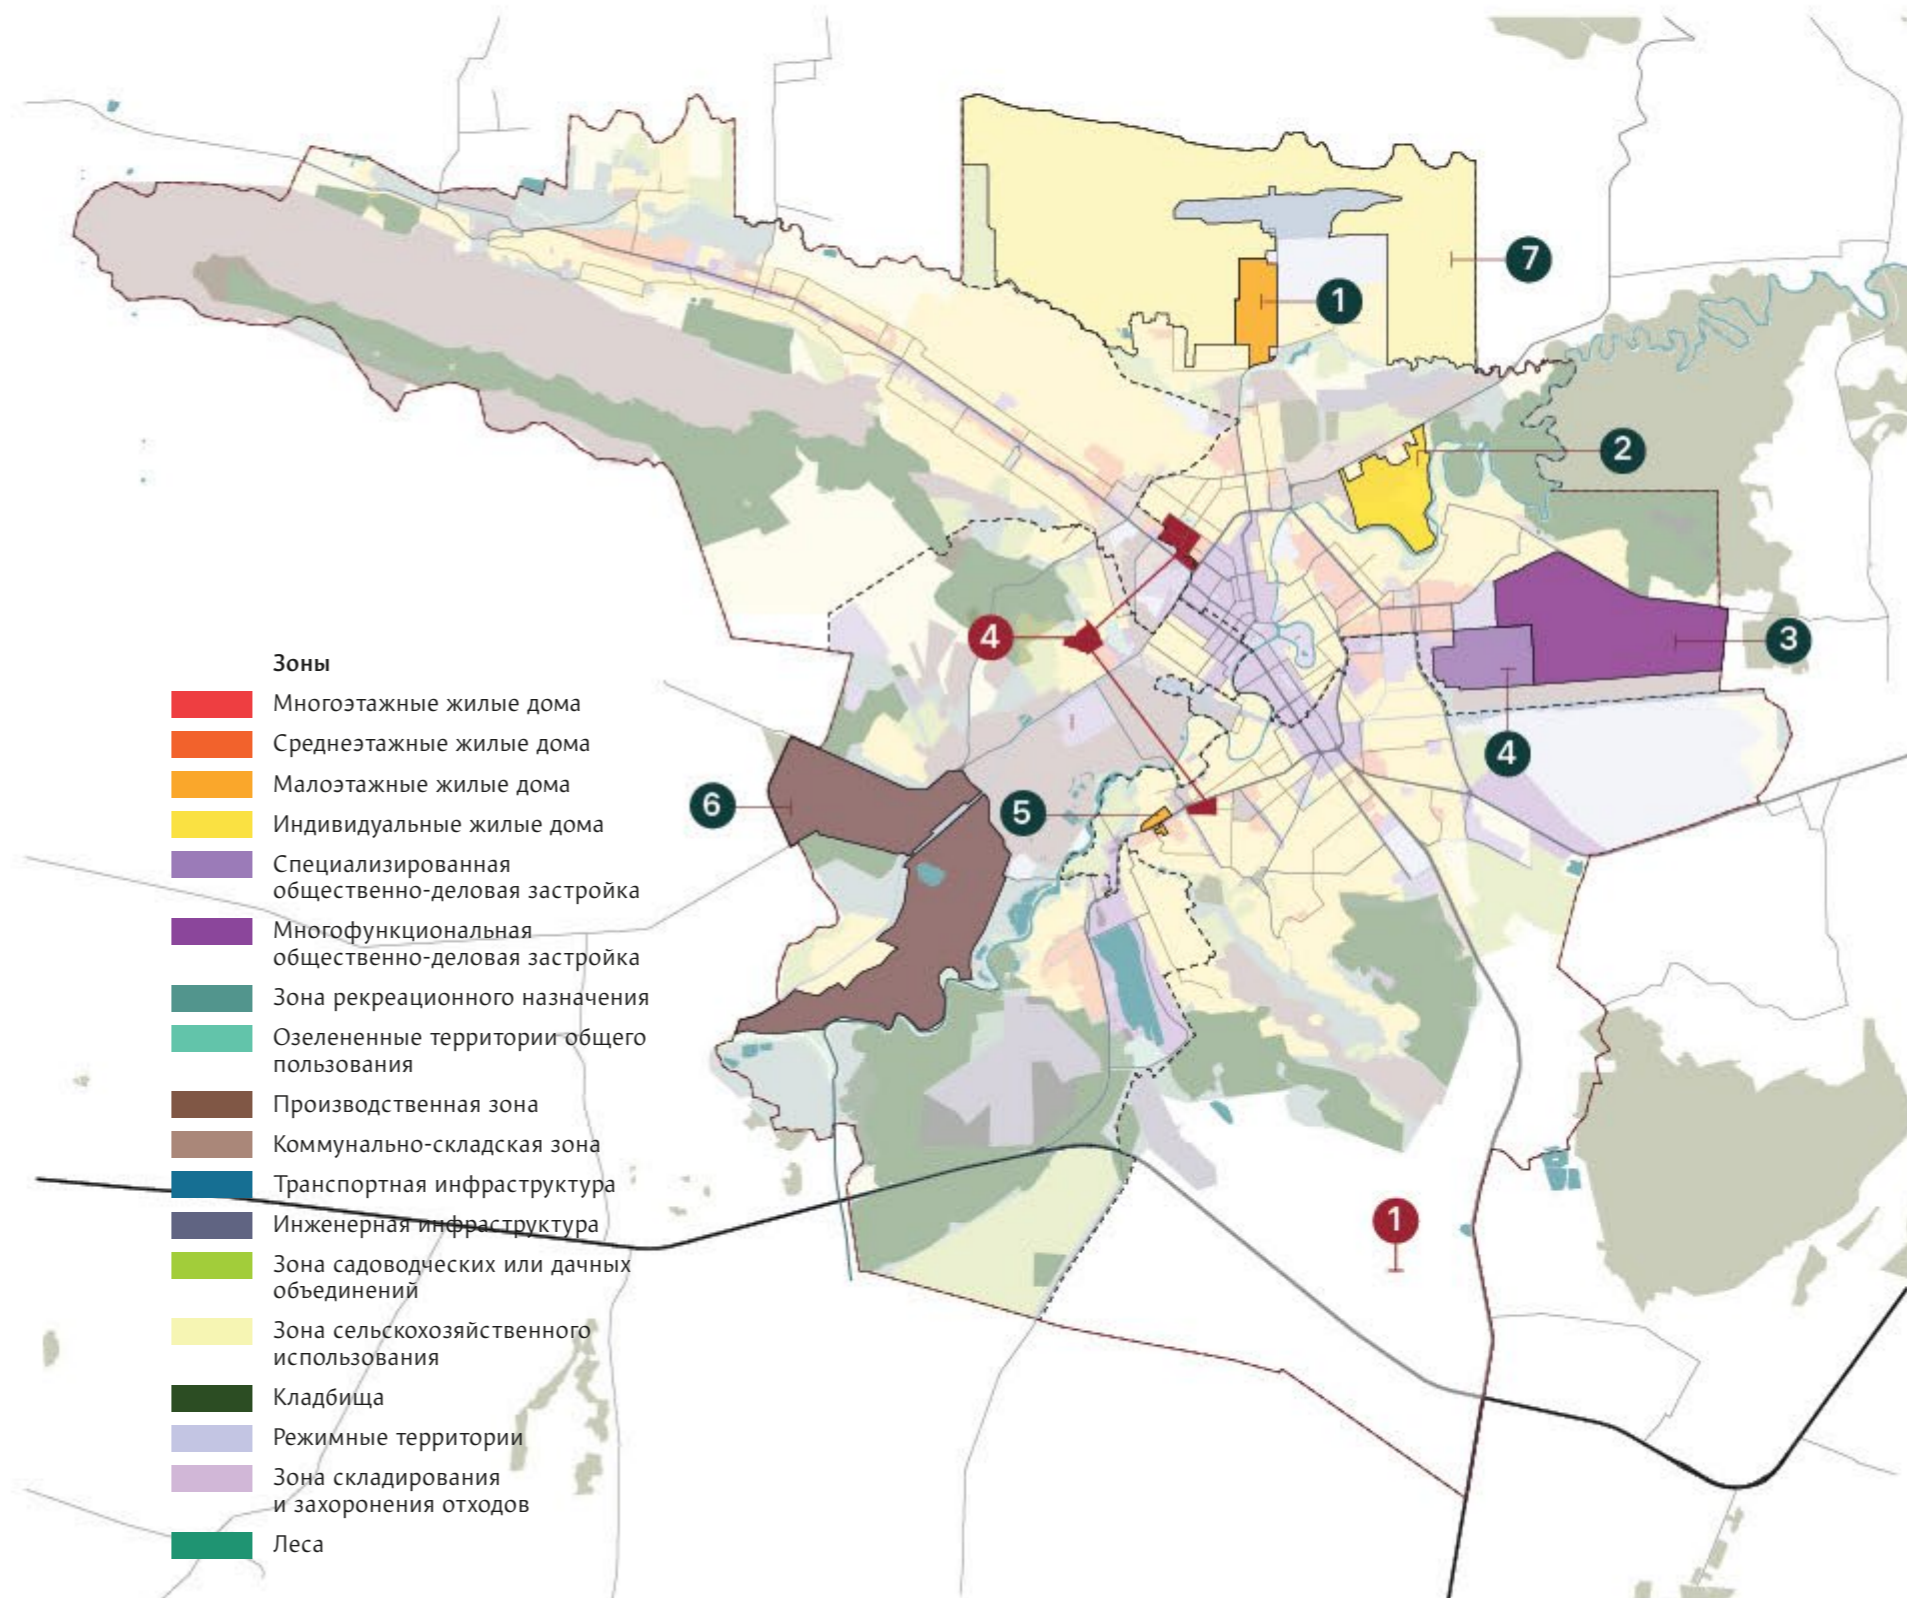 7
1
2
4
3
Зоны
Многоэтажные жилые дома
Среднеэтажные жилые дома
Малоэтажные жилые дома
Индивидуальные жилые дома
Специализированная
общественно-деловая застройка
Многофункциональная
общественно-деловая застройка
Зона рекреационного назначения
Озелененные территории общего
пользования
Производственная зона
Коммунально-складская зона
Транспортная инфраструктура
Инженерная инфраструктура
Зона садоводческих или дачных
объединений
Зона сельскохозяйственного
использования
Кладбища
Режимные территории
Зона складирования
и захоронения отходов
Леса
4
6
5
1